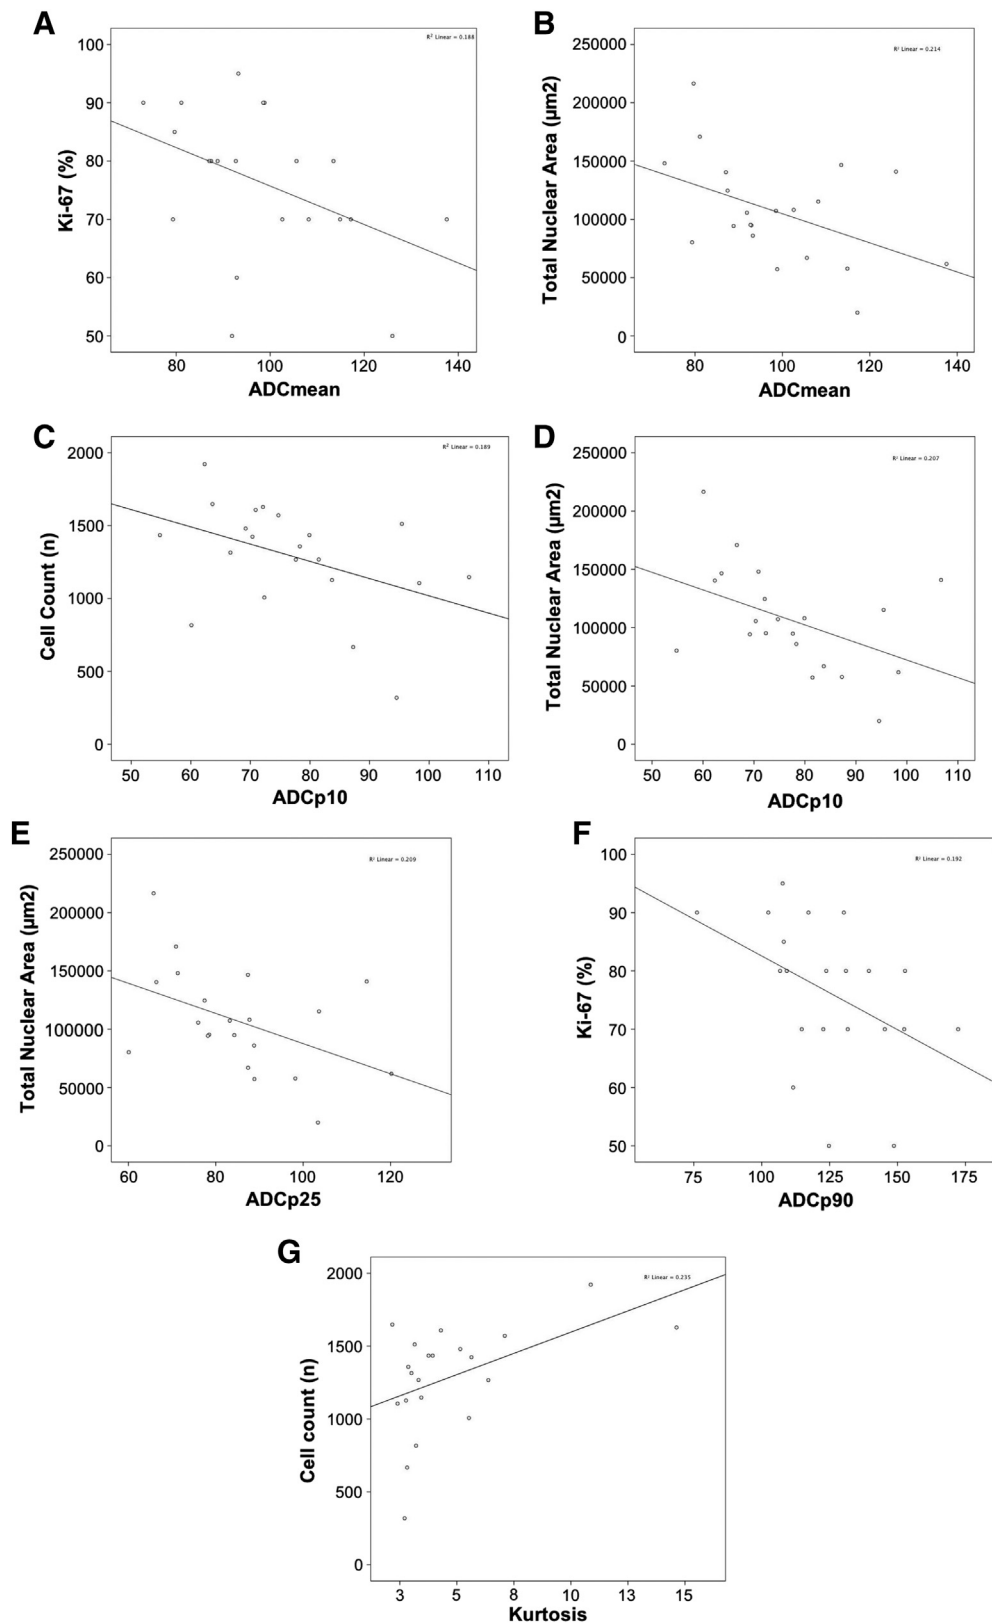 A
R² Linear = 0.188
Ki-67 (%)
100
90
80
70
60
50
80 100 120 140
ADCmean
B
R² Linear = 0.214
Total Nuclear Area (µm2)
250000
200000
150000
100000
50000
0
80 100 120 140
ADCmean
C
R² Linear = 0.189
Cell Count (n)
2000
1500
1000
500
0
50 60 70 80 90 100 110
ADCp10
D
R² Linear = 0.207
Total Nuclear Area (µm2)
250000
200000
150000
100000
50000
0
50 60 70 80 90 100 110
ADCp10
E
R² Linear = 0.209
Total Nuclear Area (µm2)
250000
200000
150000
100000
50000
0
60 80 100 120
ADCp25
F
R² Linear = 0.192
Ki-67 (%)
100
90
80
70
60
50
75 100 125 150 175
ADCp90
G
R² Linear = 0.235
Cell count (n)
2000
1500
1000
500
0
3 5 8 10 13 15
Kurtosis